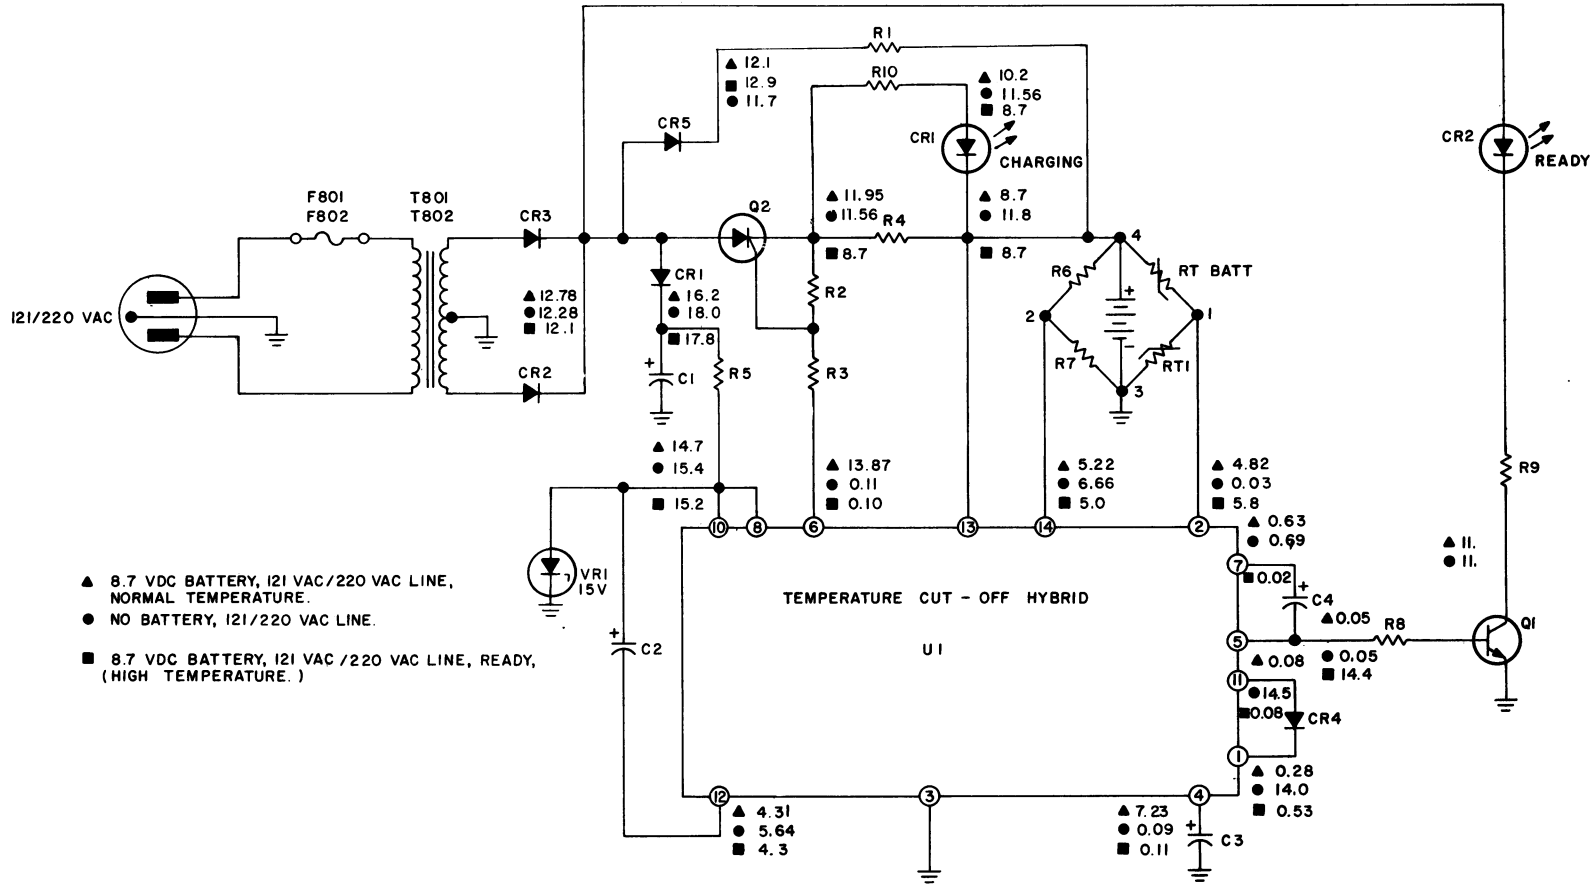 R1
▲ 12.1
■ 12.9
● 11.7
R10
▲ 10.2
● 11.56
■ 8.7
CR5
CR1
CHARGING
CR2
READY
F801
F802
T801
T802
CR3
Q2
▲ 11.95
● 11.56
■ 8.7
R4
▲ 8.7
● 11.8
■ 8.7
4
R6
RT BATT
+
-
2
1
R7
RT1
3
121/220 VAC
▲ 12.78
● 12.28
■ 12.1
CR1
▲ 16.2
● 18.0
■ 17.8
R2
CR2
+
C1
R5
R3
▲ 14.7
● 15.4
■ 15.2
▲ 13.87
● 0.11
■ 0.10
▲ 5.22
● 6.66
■ 5.0
▲ 4.82
● 0.03
■ 5.8
R9
10
8
6
13
14
2
▲ 0.63
● 0.69
■ 0.02
▲ 11.
● 11.
7
+
C4
VR1
15V
▲ 8.7 VDC BATTERY, 121 VAC/220 VAC LINE,
NORMAL TEMPERATURE.
● NO BATTERY, 121/220 VAC LINE.
■ 8.7 VDC BATTERY, 121 VAC/220 VAC LINE, READY,
(HIGH TEMPERATURE.)
TEMPERATURE CUT-OFF HYBRID
U1
+
C2
5
▲ 0.05
● 0.05
■ 14.4
R8
Q1
▲ 0.08
● 14.5
■ 0.08
11
CR4
1
▲ 0.28
● 14.0
■ 0.53
12
▲ 4.31
● 5.64
■ 4.3
3
4
▲ 7.23
● 0.09
■ 0.11
+
C3